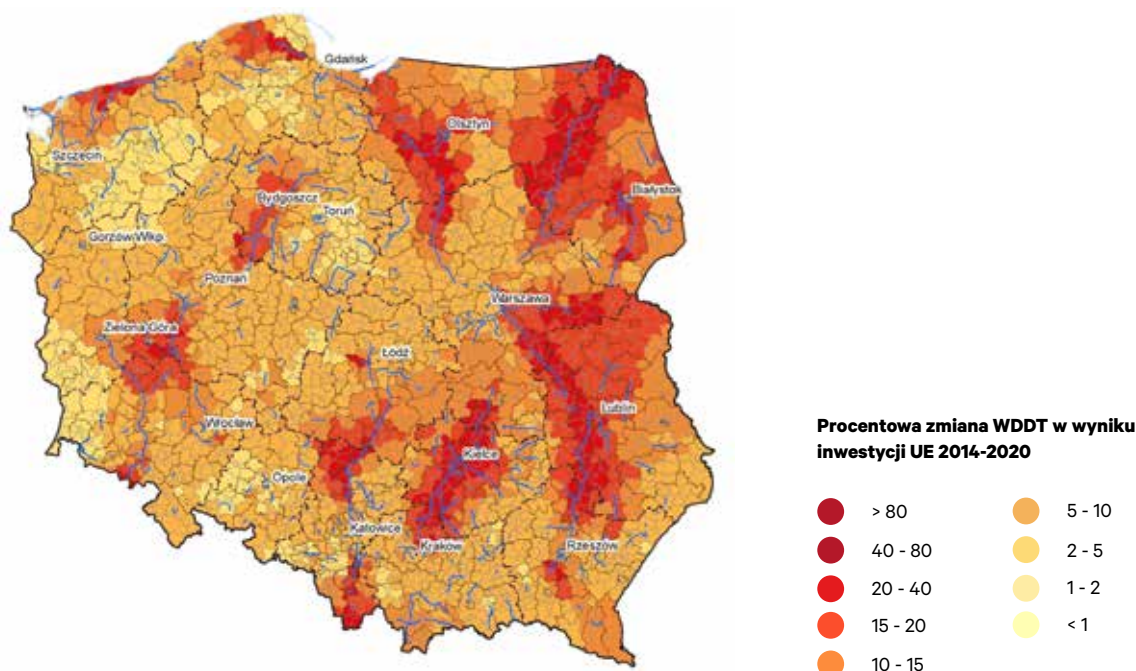 Gdańsk
Olsztyn
Szczecin
Białystok
Bydgoszcz
Toruń
Gorzów Wlkp.
Poznań
Warszawa
Zielona Góra
Łódź
Lublin
Wrocław
Kielce
Opole
Katowice
Kraków
Rzeszów
Procentowa zmiana WDDT w wyniku
inwestycji UE 2014-2020
> 80
40 - 80
20 - 40
15 - 20
10 - 15
5 - 10
2 - 5
1 - 2
< 1